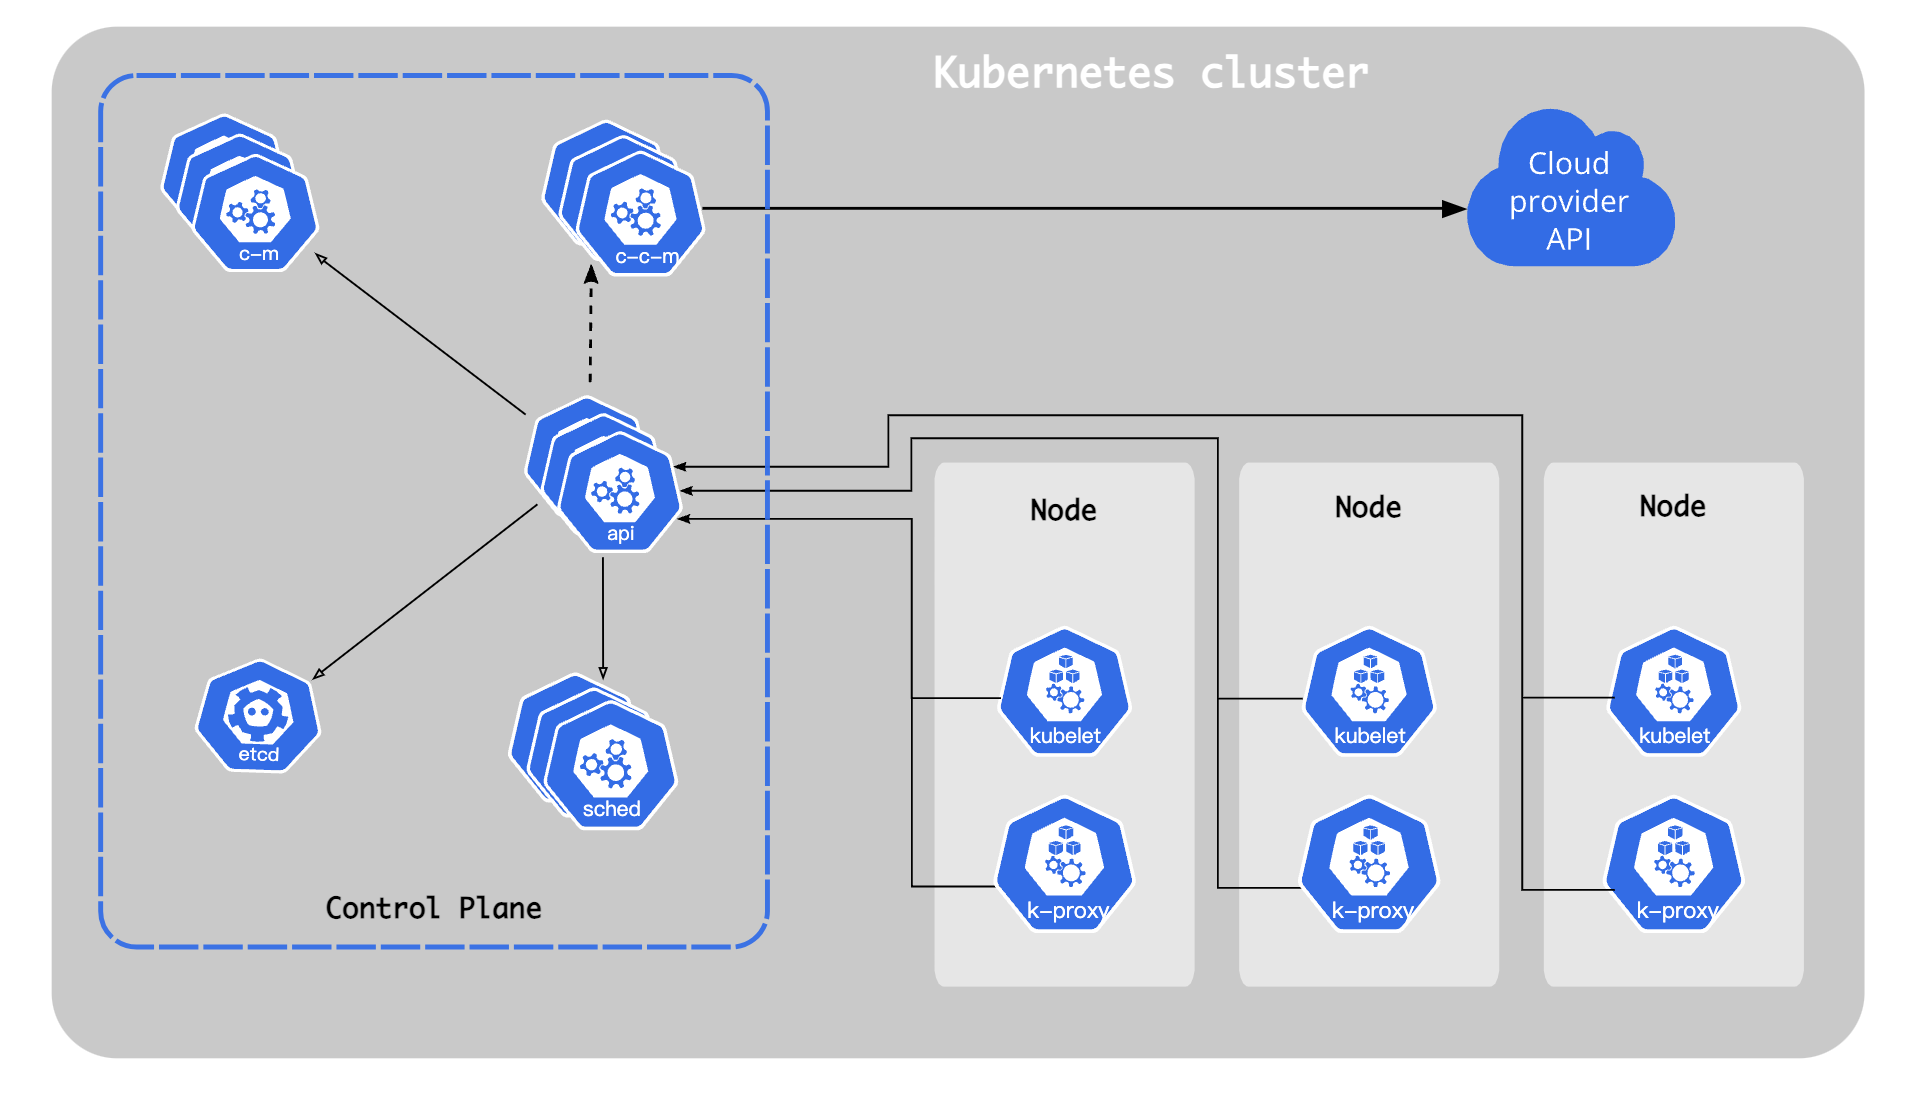 Kubernetes cluster
c-m
c-c-m
Cloud
provider
API
api
Node
Node
Node
etcd
sched
kubelet
kubelet
kubelet
k-proxy
k-proxy
k-proxy
Control Plane